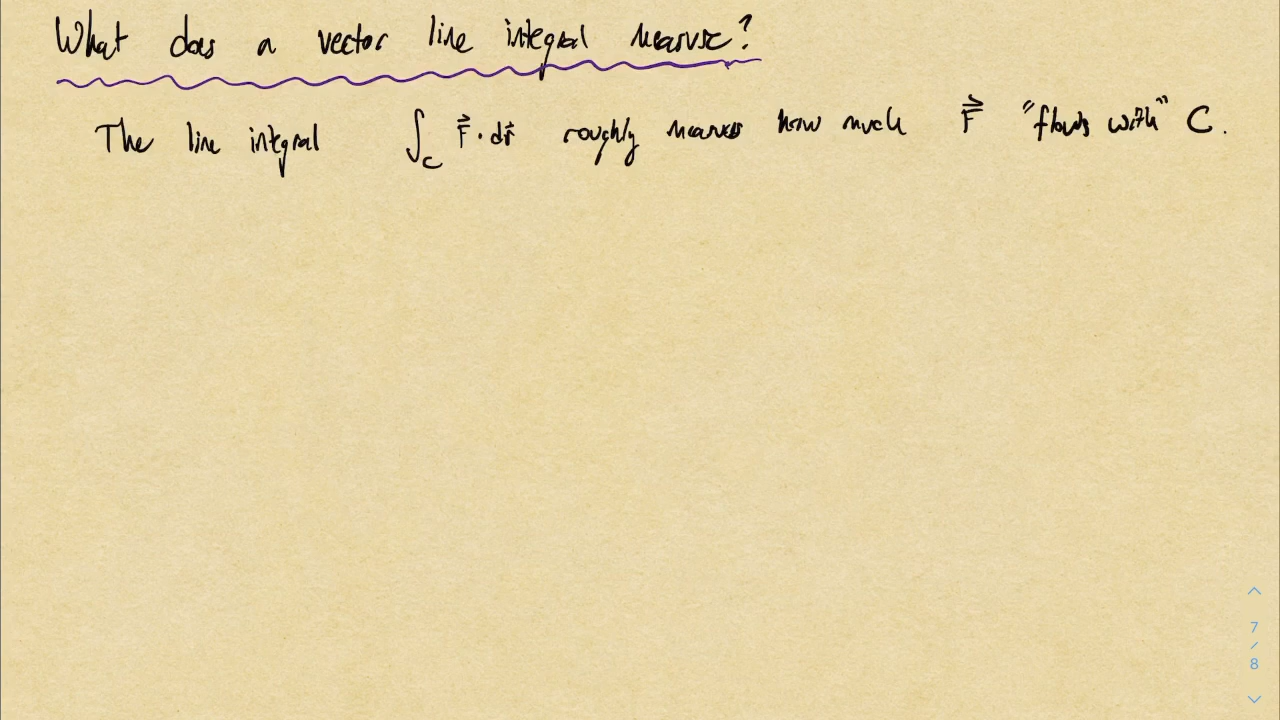 What does a vector line integral measure?
The line integral ∫_C F⃗ · dr⃗ roughly measures how much F⃗ "flows with" C.
7
/
8